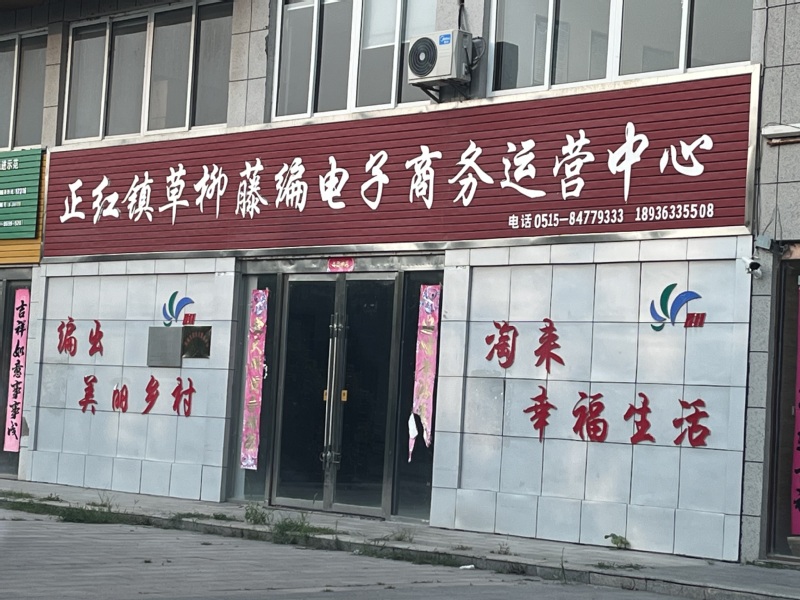 正红镇草柳藤编电子商务运营中心
电话 0515-84779333 18936335508
编出
美丽乡村
淘来
幸福生活
吉祥如意事事成